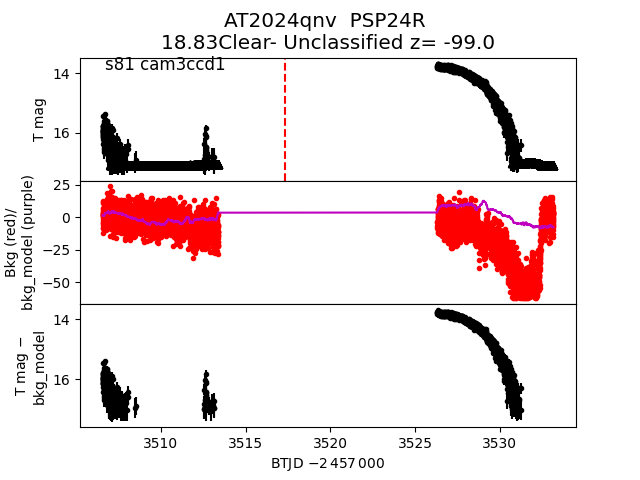 AT2024qnv  PSP24R
18.83Clear- Unclassified z= -99.0
s81 cam3ccd1
T mag
14
16
Bkg (red)/
bkg_model (purple)
25
0
−25
−50
T mag −
bkg_model
14
16
3510
3515
3520
3525
3530
BTJD −2 457 000